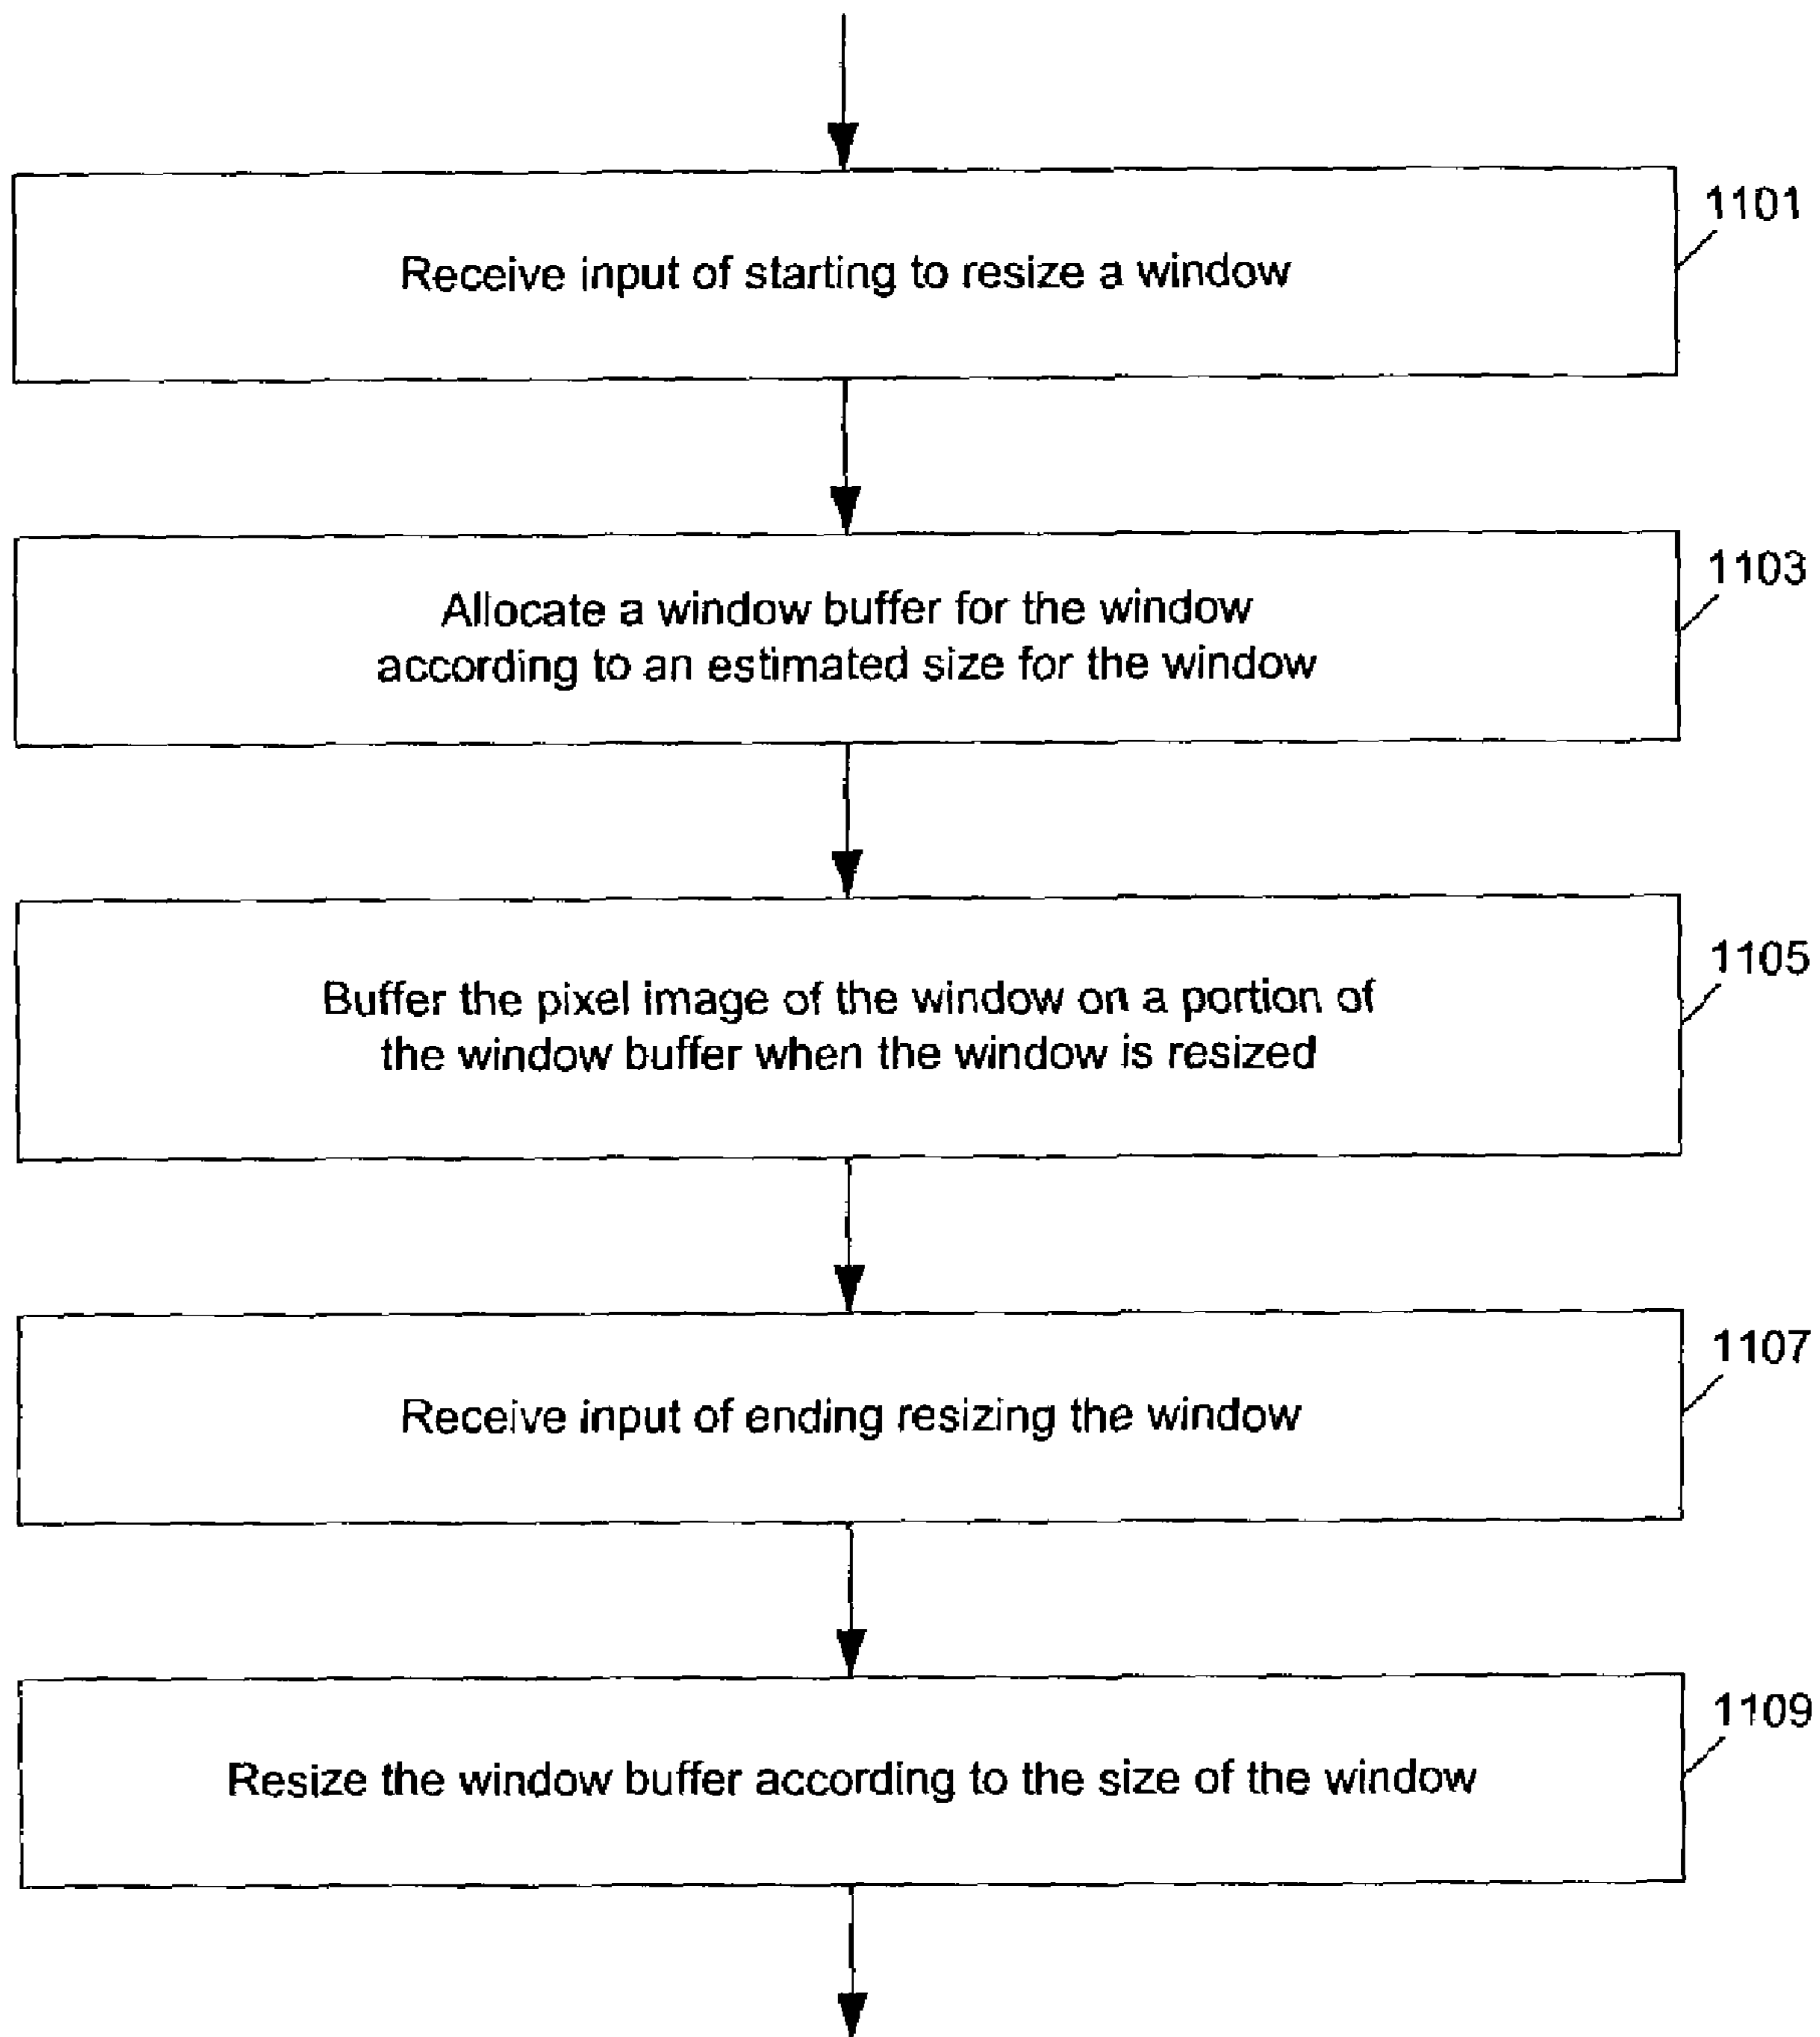 1101
Receive input of starting to resize a window
1103
Allocate a window buffer for the window
according to an estimated size for the window
1105
Buffer the pixel image of the window on a portion of
the window buffer when the window is resized
1107
Receive input of ending resizing the window
1109
Resize the window buffer according to the size of the window